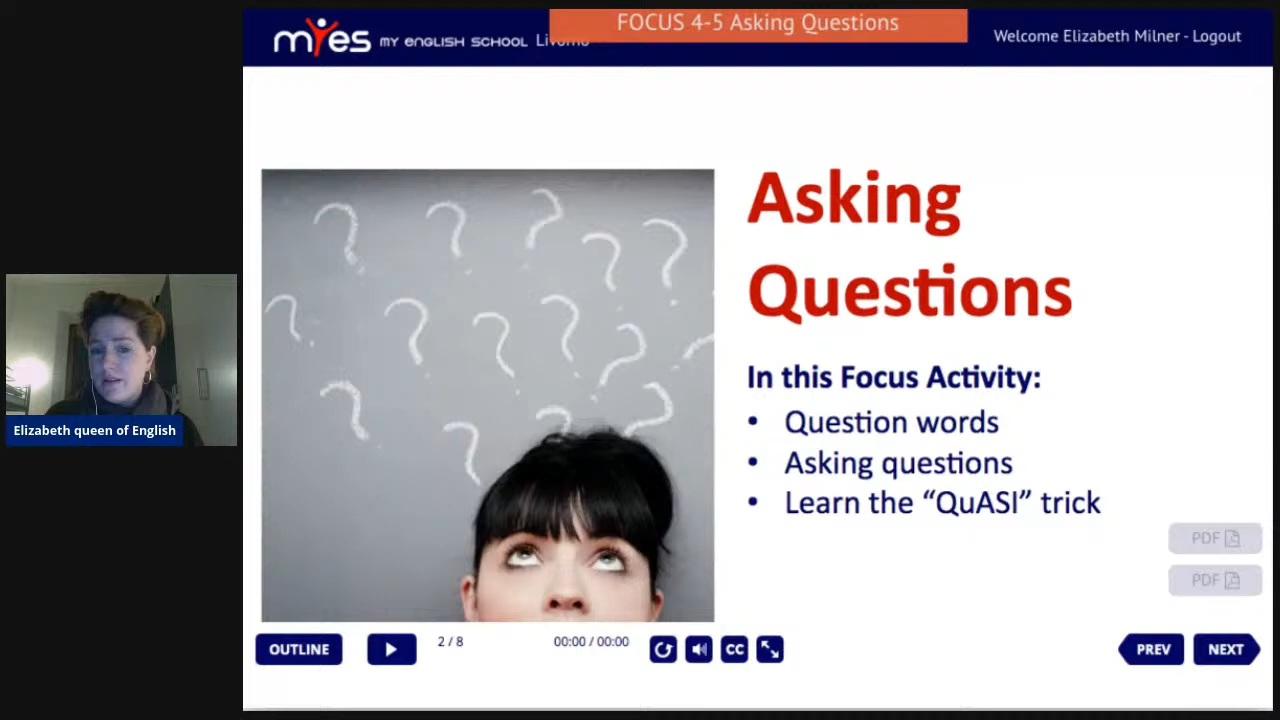 FOCUS 4-5 Asking Questions
myes MY ENGLISH SCHOOL Livorno
Welcome Elizabeth Milner - Logout
Asking
Questions
In this Focus Activity:
• Question words
• Asking questions
• Learn the “QuASI” trick
Elizabeth queen of English
PDF
PDF
OUTLINE
2 / 8
00:00 / 00:00
CC
PREV
NEXT